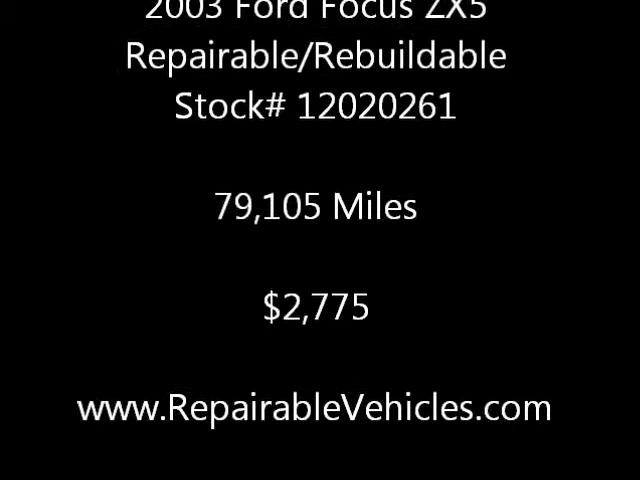 2003 Ford Focus ZX5
Repairable/Rebuildable
Stock# 12020261
79,105 Miles
$2,775
www.RepairableVehicles.com